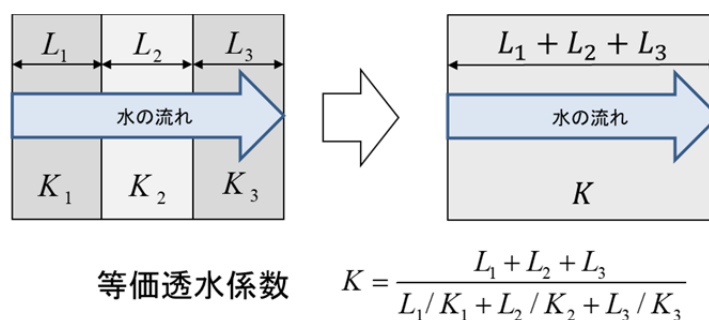 L₁ L₂ L₃
水の流れ
K₁ K₂ K₃
L₁ + L₂ + L₃
水の流れ
K
等価透水係数 K = (L₁ + L₂ + L₃) / (L₁/K₁ + L₂/K₂ + L₃/K₃)